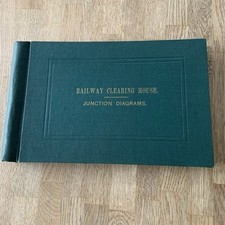 RAILWAY CLEARING HOUSE.
JUNCTION DIAGRAMS.